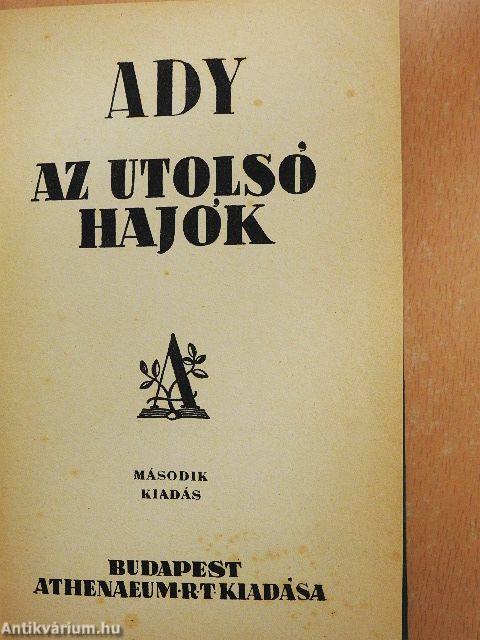 ADY
AZ UTOLSÓ
HAJÓK
A
MÁSODIK
KIADÁS
BUDAPEST
ATHENAEUM·R·T·KIADÁSA
Antikvárium.hu